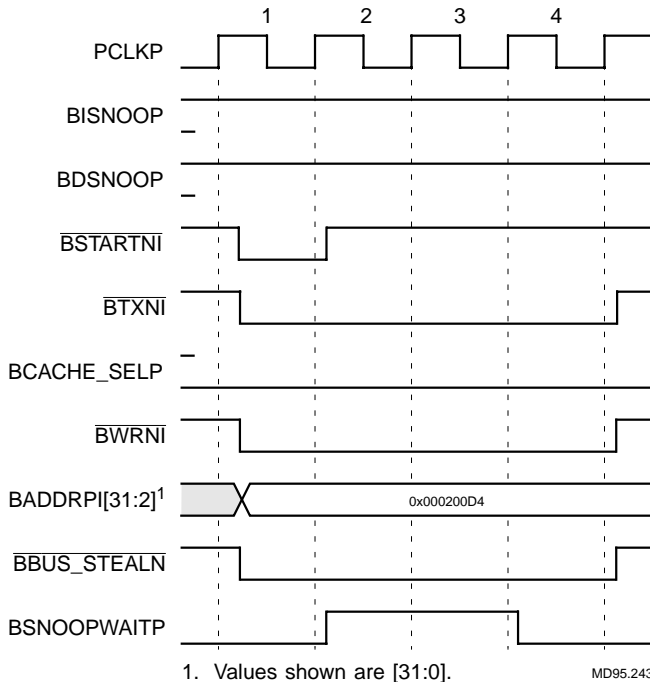 1 2 3 4
PCLKP
BISNOOP
BDSNOOP
BSTARTNI
BTXNI
BCACHE_SELP
BWRNI
BADDRPI[31:2]1 0x000200D4
BBUS_STEALN
BSNOOPWAITP
1. Values shown are [31:0]. MD95.243